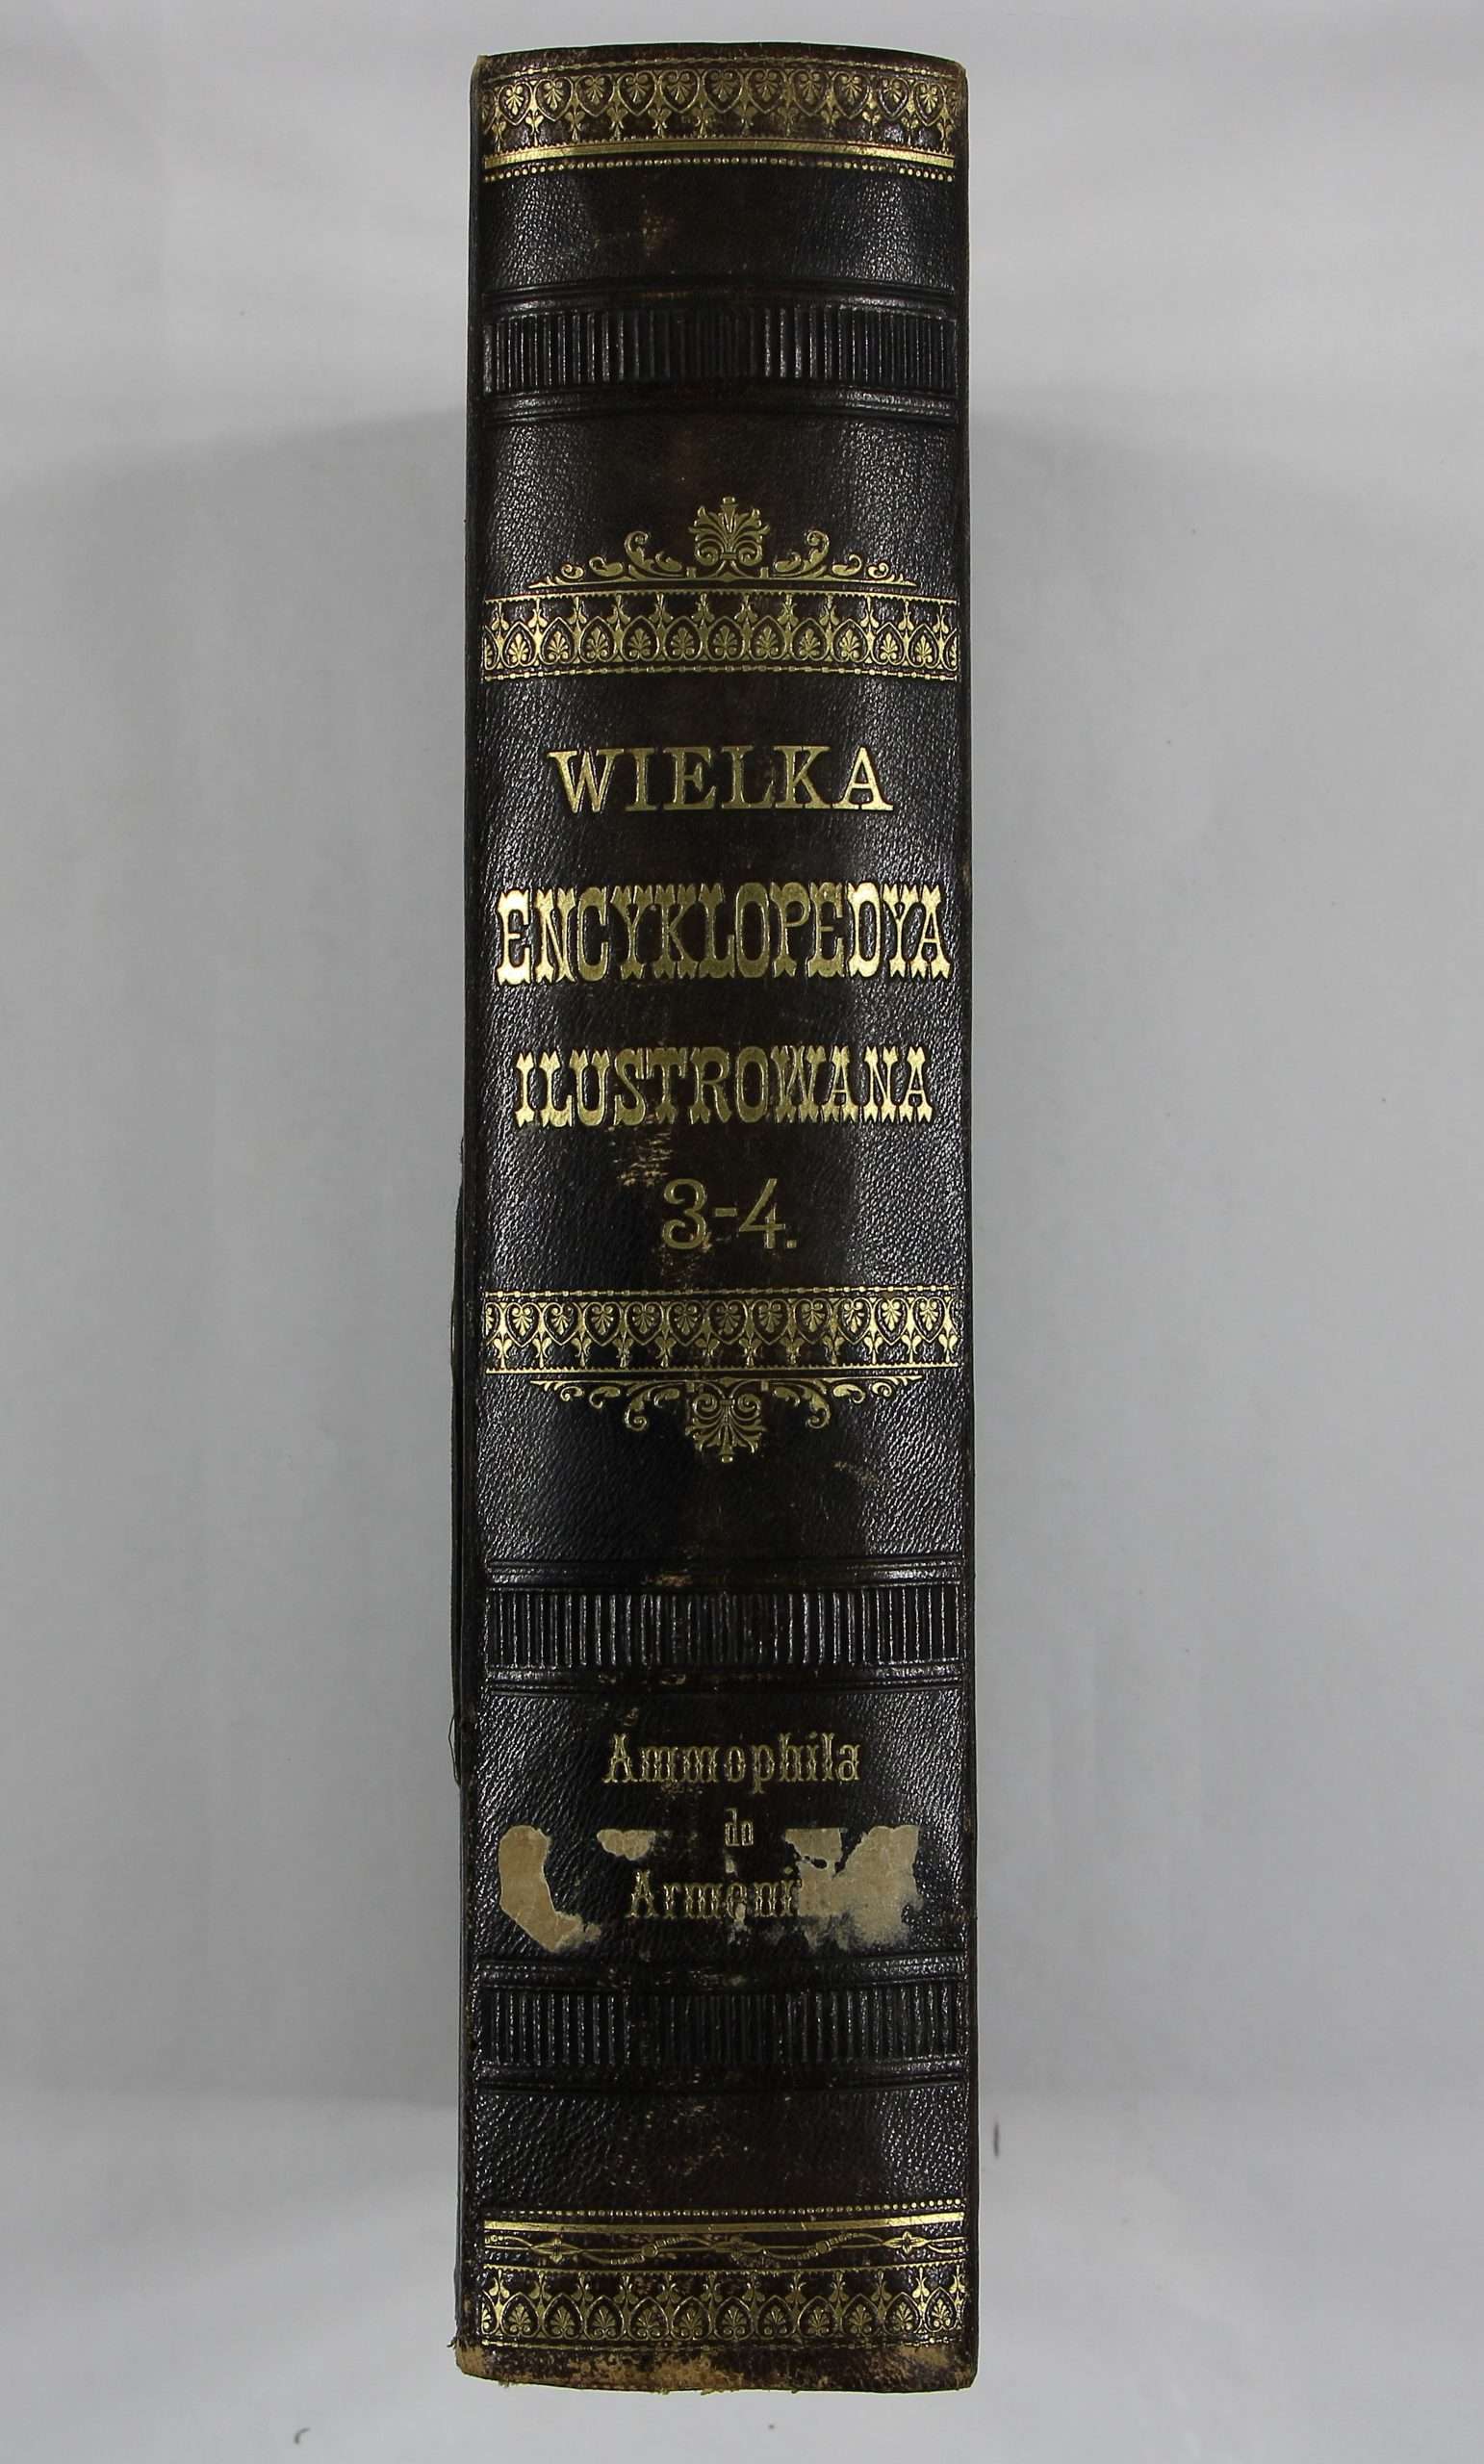 WIELKA
ENCYKLOPEDYA
ILUSTROWANA
3-4.
Ammophila
do